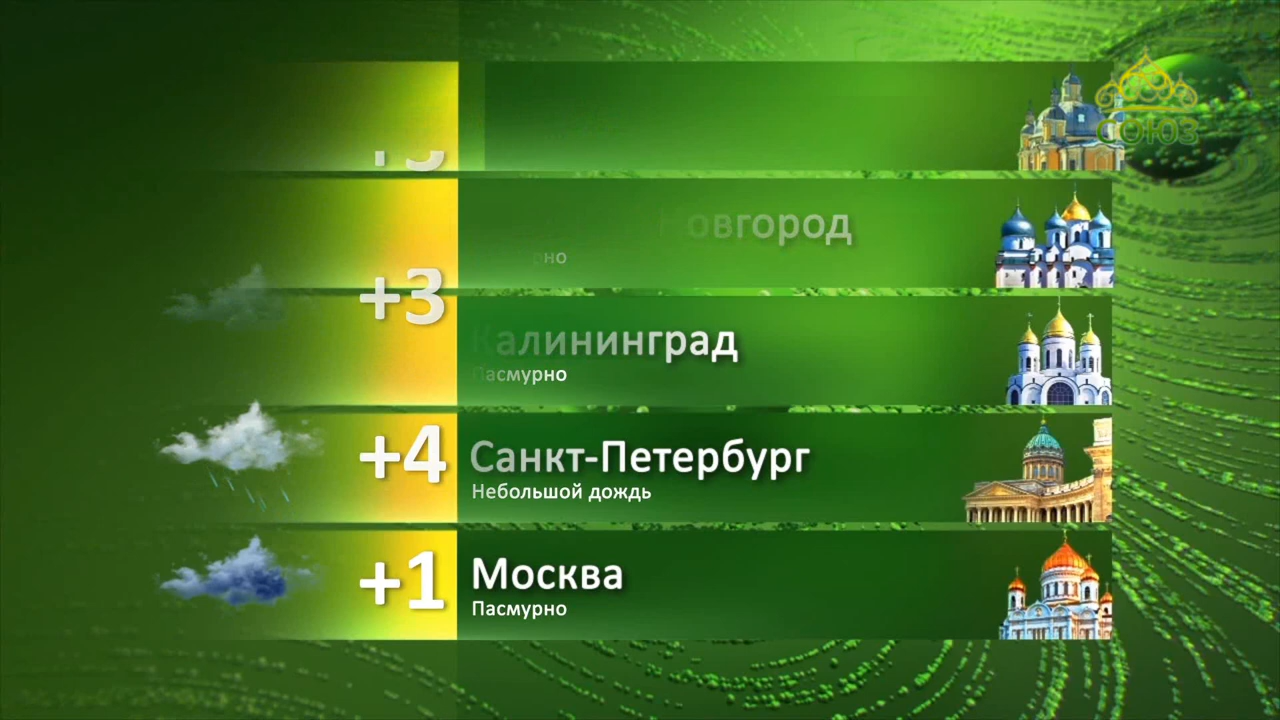 СОЮЗ
Новгород
+3
Калининград
Пасмурно
+4
Санкт-Петербург
Небольшой дождь
+1
Москва
Пасмурно